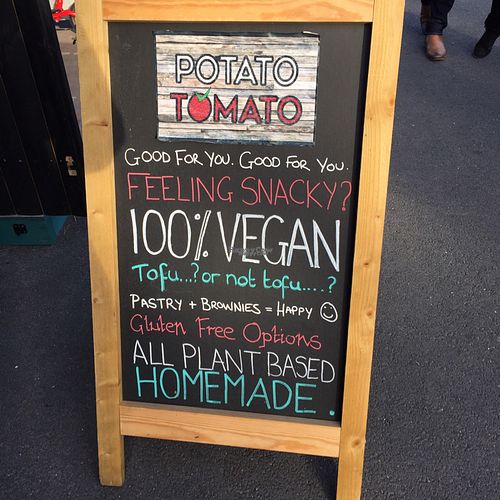 POTATO
TOMATO
GOOD FOR YOU. GOOD FOR YOU.
FEELING SNACKY?
100% VEGAN
Tofu...? or not tofu....?
PASTRY + BROWNIES = HAPPY ☺
Gluten Free Options
ALL PLANT BASED
HOMEMADE.